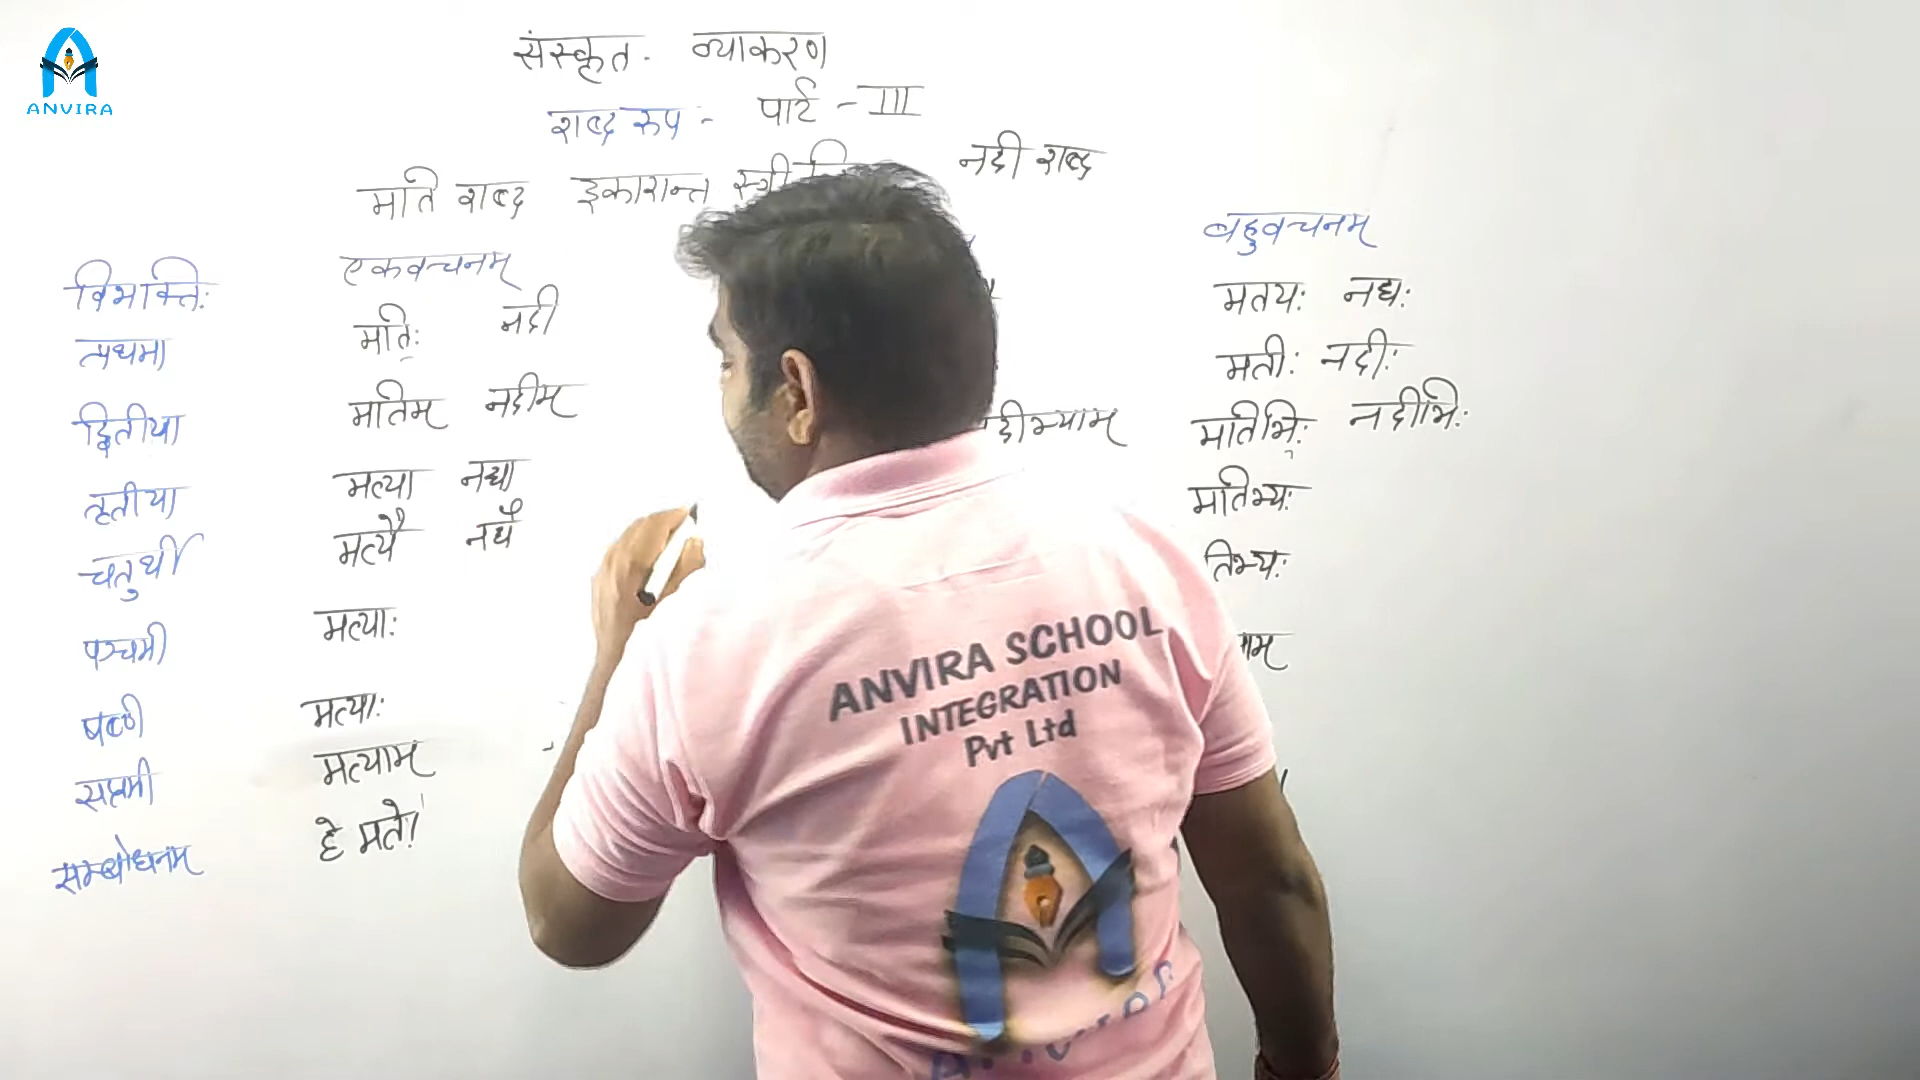 ANVIRA
संस्कृत - व्याकरण
शब्द रुप - पार्ट - III
मति शब्द इकारान्त नदी शब्द
विभक्तिः एकवचनम् बहुवचनम्
प्रथमा मतिः नदी मतयः नद्यः
द्वितीया मतिम् नदीम् मतीः नदीः
तृतीया मत्या नद्या मतिभिः नदीभिः
चतुर्थी मत्यै नद्यै मतिभ्यः
पञ्चमी मत्याः
षष्ठी मत्याः
सप्तमी मत्याम्
सम्बोधनम् हे मते!
ANVIRA SCHOOL
INTEGRATION
Pvt Ltd